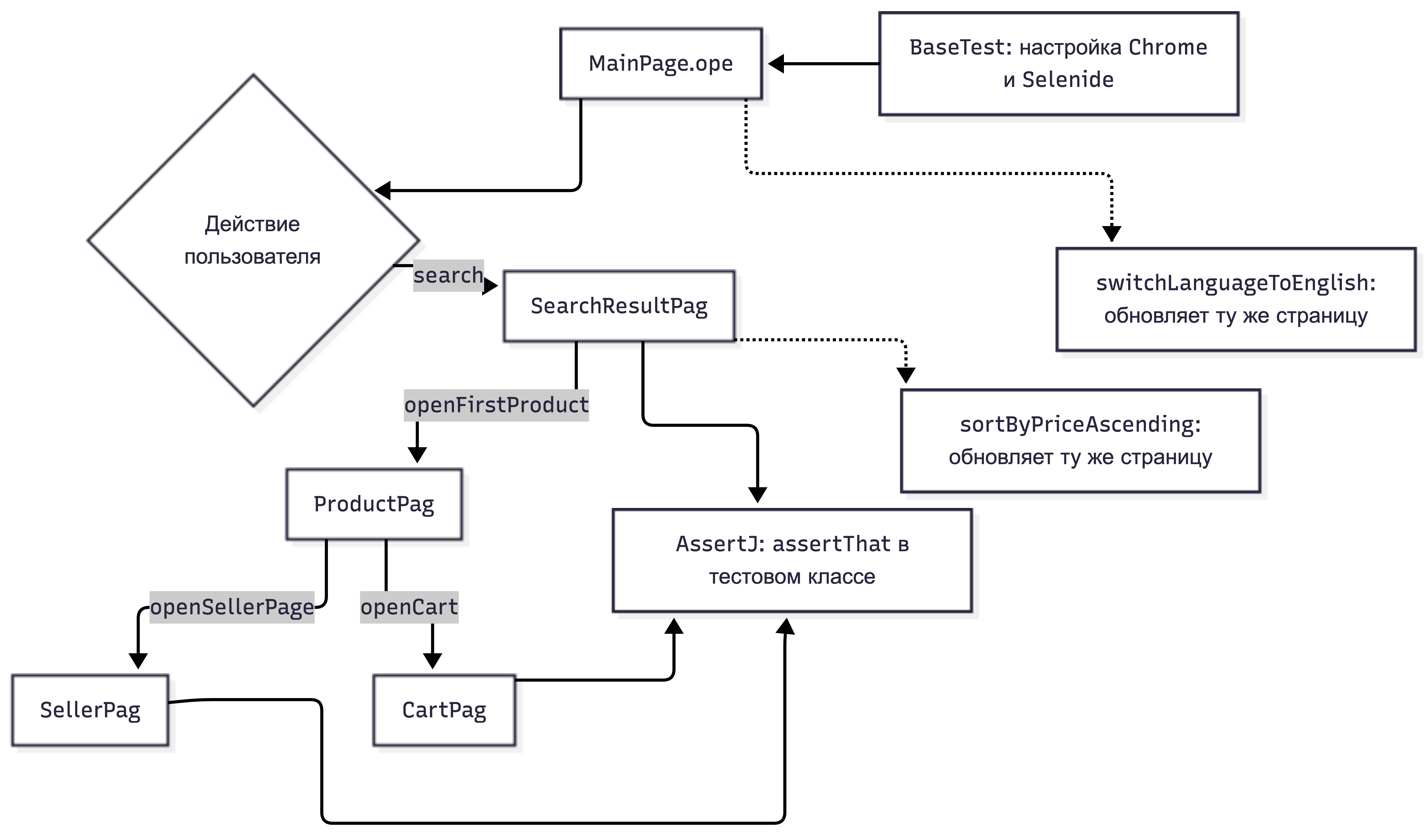 BaseTest: настройка Chrome
и Selenide
MainPage.ope
Действие
пользователя
search
SearchResultPag
switchLanguageToEnglish:
обновляет ту же страницу
openFirstProduct
sortByPriceAscending:
обновляет ту же страницу
ProductPag
AssertJ: assertThat в
тестовом классе
openSellerPage
openCart
SellerPag
CartPag